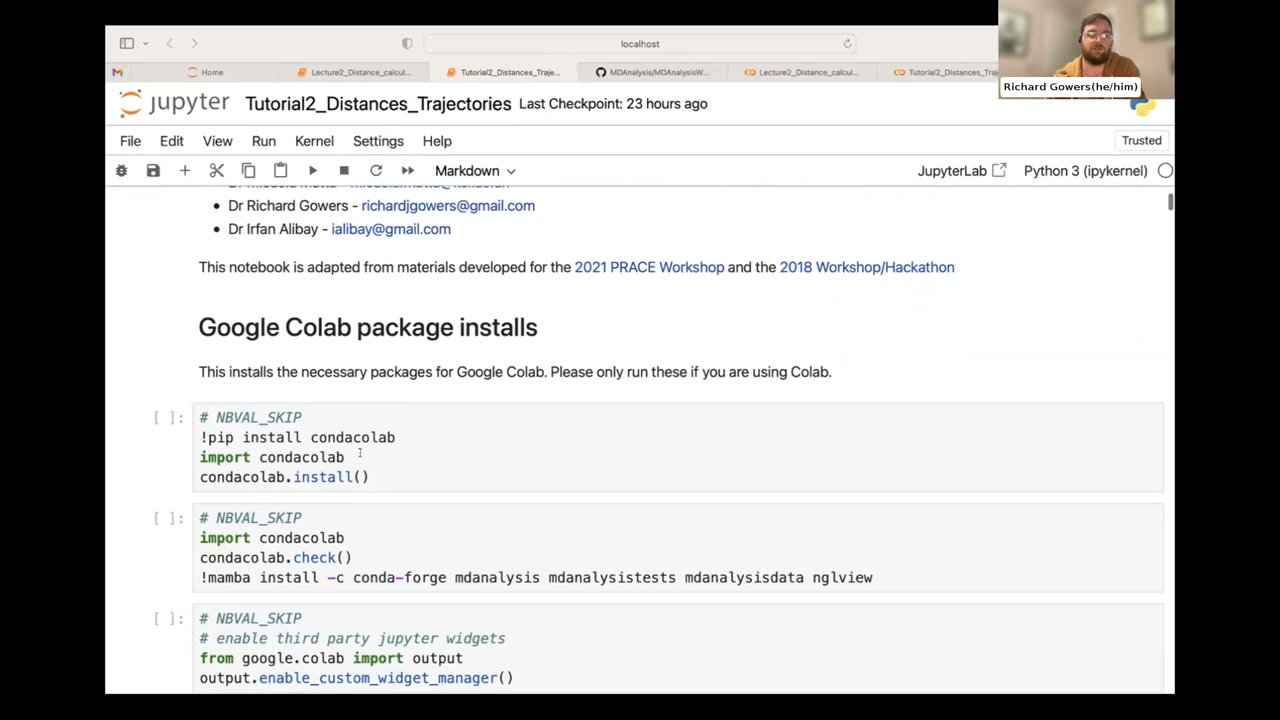 localhost
Home
Lecture2_Distance_calcul...
Tutorial2_Distances_Traje...
MDAnalysis/MDAnalysisW...
Lecture2_Distance_calcul...
Tutorial2_Distances_Tra
Richard Gowers(he/him)
jupyter Tutorial2_Distances_Trajectories Last Checkpoint: 23 hours ago
File Edit View Run Kernel Settings Help Trusted
Markdown JupyterLab Python 3 (ipykernel)
Dr Richard Gowers - richardjgowers@gmail.com
Dr Irfan Alibay - ialibay@gmail.com
This notebook is adapted from materials developed for the 2021 PRACE Workshop and the 2018 Workshop/Hackathon
Google Colab package installs
This installs the necessary packages for Google Colab. Please only run these if you are using Colab.
[ ]: # NBVAL_SKIP
!pip install condacolab
import condacolab
condacolab.install()
[ ]: # NBVAL_SKIP
import condacolab
condacolab.check()
!mamba install -c conda-forge mdanalysis mdanalysistests mdanalysisdata nglview
[ ]: # NBVAL_SKIP
# enable third party jupyter widgets
from google.colab import output
output.enable_custom_widget_manager()